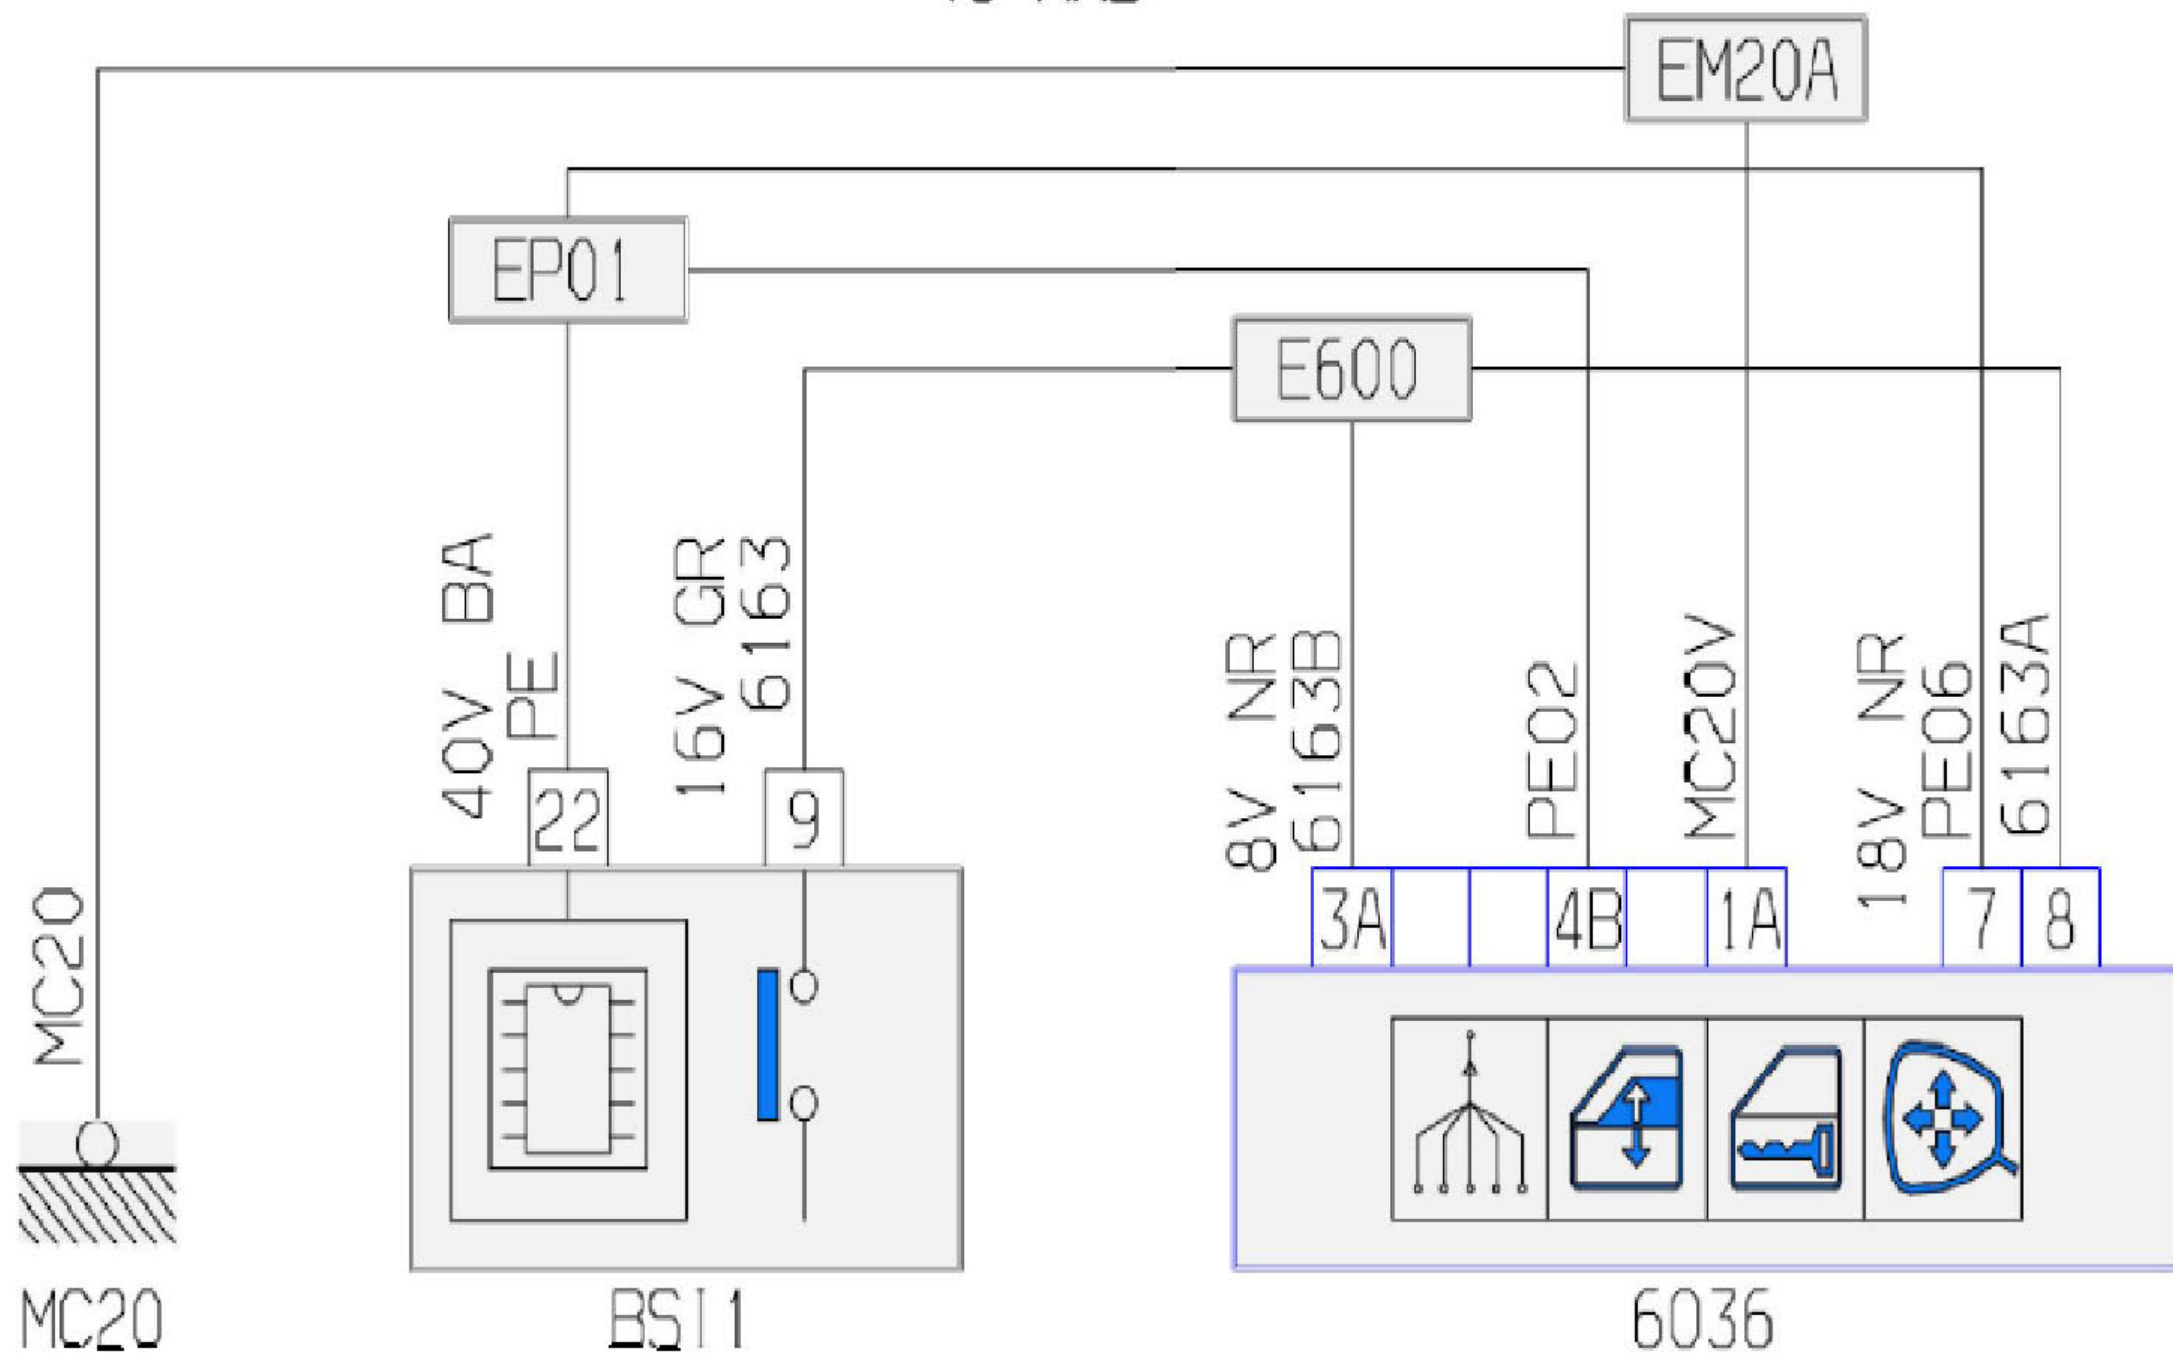 EM20A
EP01
E600
40V BA
PE
16V GR
6163
8V NR
6163B
PE02
MC20V
18V NR
PE06
6163A
MC20
22
9
3A
4B
1A
7
8
MC20
BSI1
6036